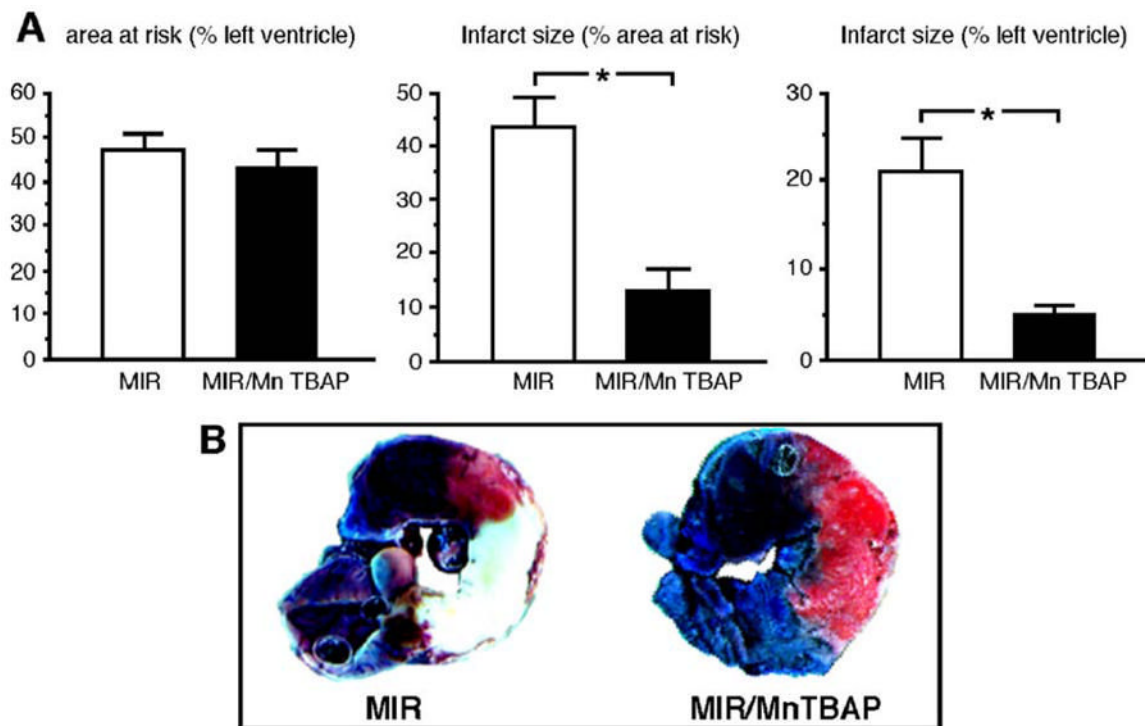 A
area at risk (% left ventricle)
60
50
40
30
20
10
0
MIR
MIR/Mn TBAP
Infarct size (% area at risk)
*
50
40
30
20
10
0
MIR
MIR/Mn TBAP
Infarct size (% left ventricle)
*
30
20
10
0
MIR
MIR/Mn TBAP
B
MIR
MIR/MnTBAP